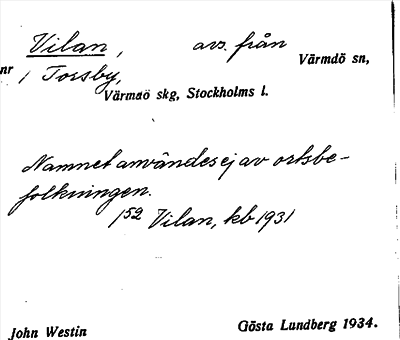 Vilan, avs. från Värmdö sn,
nr 1 Torsby,
Värmdö skg, Stockholms l.
Namnet användes ej av ortsbe-
folkningen.
1⁵² Vilan, kb 1931
John Westin Gösta Lundberg 1934.